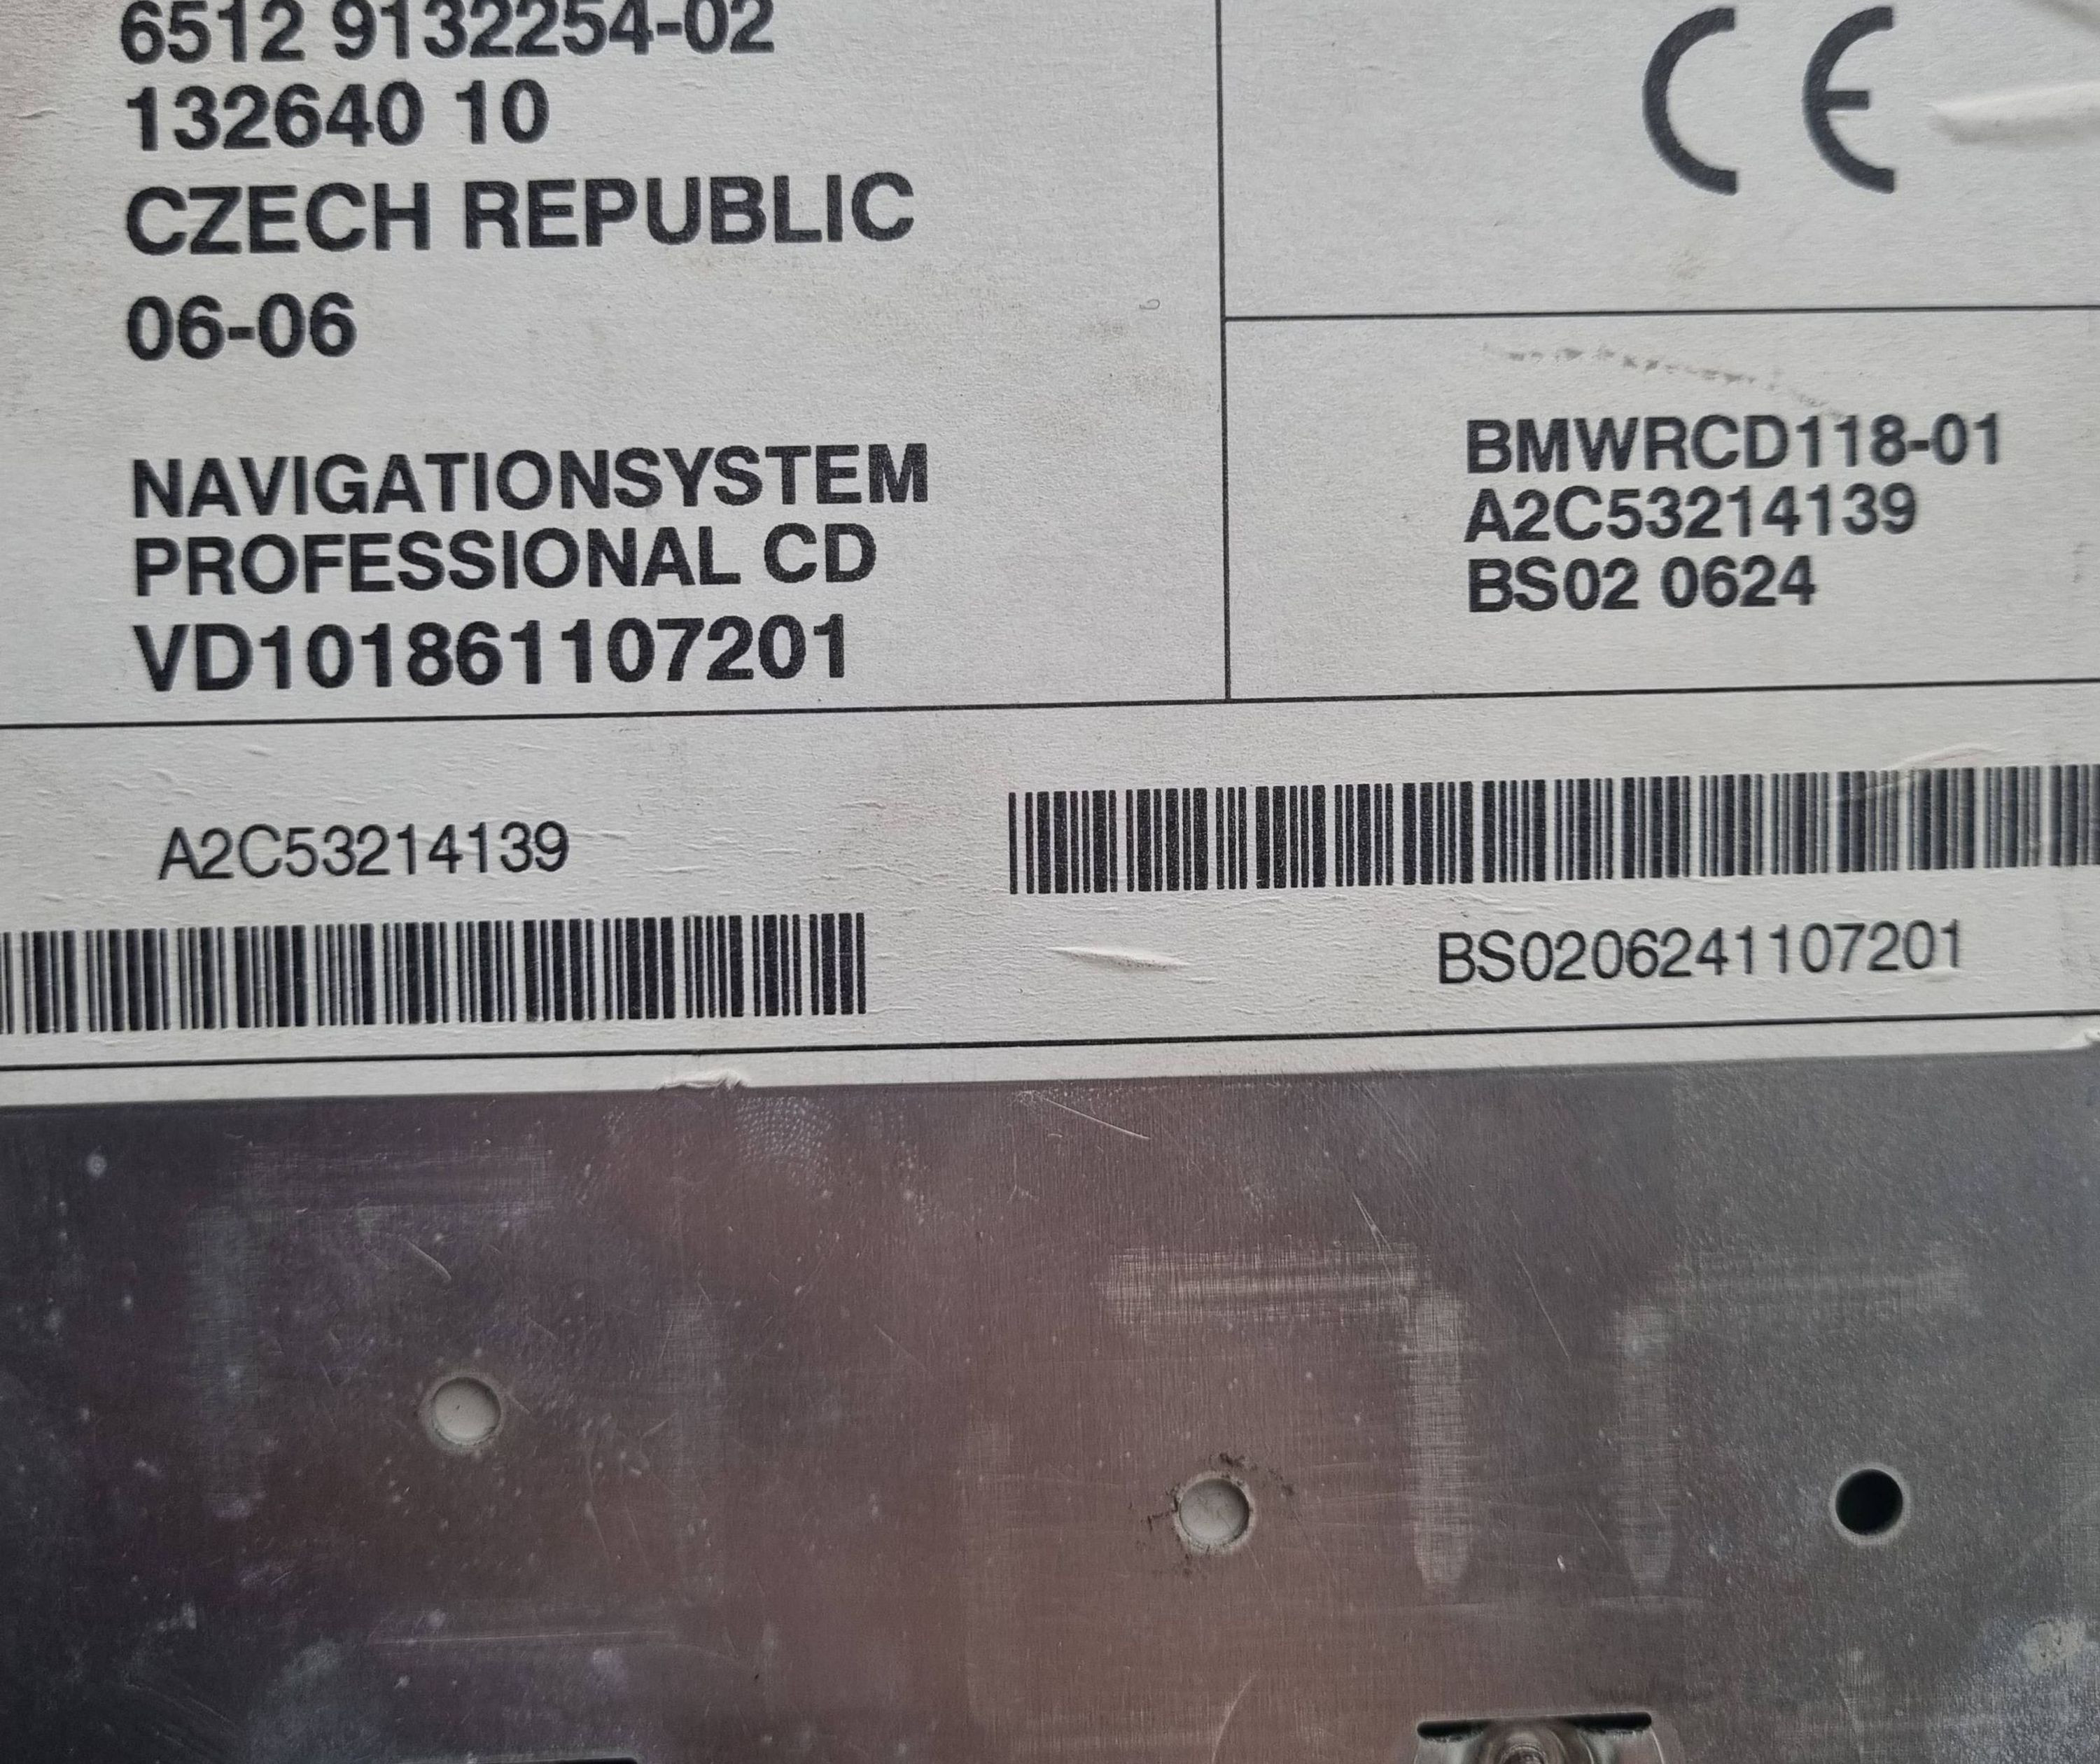 6512 9132254-02
132640 10
CZECH REPUBLIC
06-06
NAVIGATIONSYSTEM
PROFESSIONAL CD
VD101861107201
CE
BMWRCD118-01
A2C53214139
BS02 0624
A2C53214139
BS0206241107201